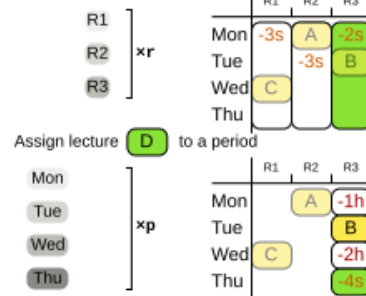 R1
R2
R3
×r
R1 R2 R3
Mon -3s A -2s
Tue -3s B
Wed C
Thu
Assign lecture D to a period
Mon
Tue
Wed
Thu
×p
R1 R2 R3
Mon A -1h
Tue B
Wed C -2h
Thu -4s